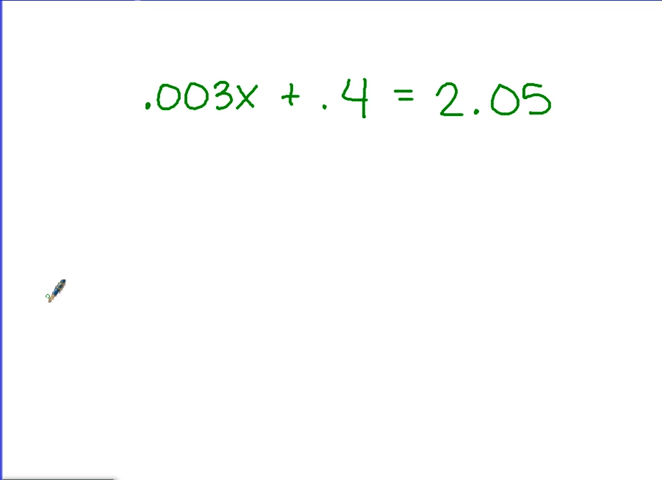 .003x + .4 = 2.05